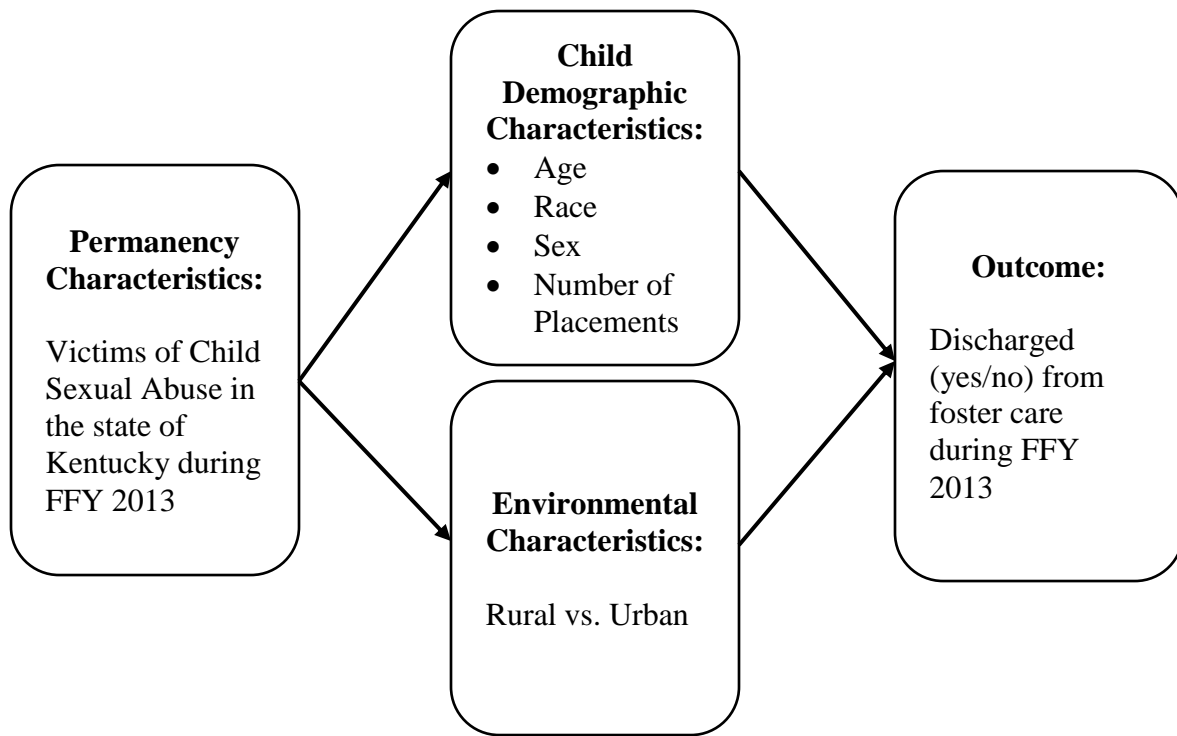 Permanency
Characteristics:
Victims of Child
Sexual Abuse in
the state of
Kentucky during
FFY 2013
Child
Demographic
Characteristics:
• Age
• Race
• Sex
• Number of
Placements
Environmental
Characteristics:
Rural vs. Urban
Outcome:
Discharged
(yes/no) from
foster care
during FFY
2013